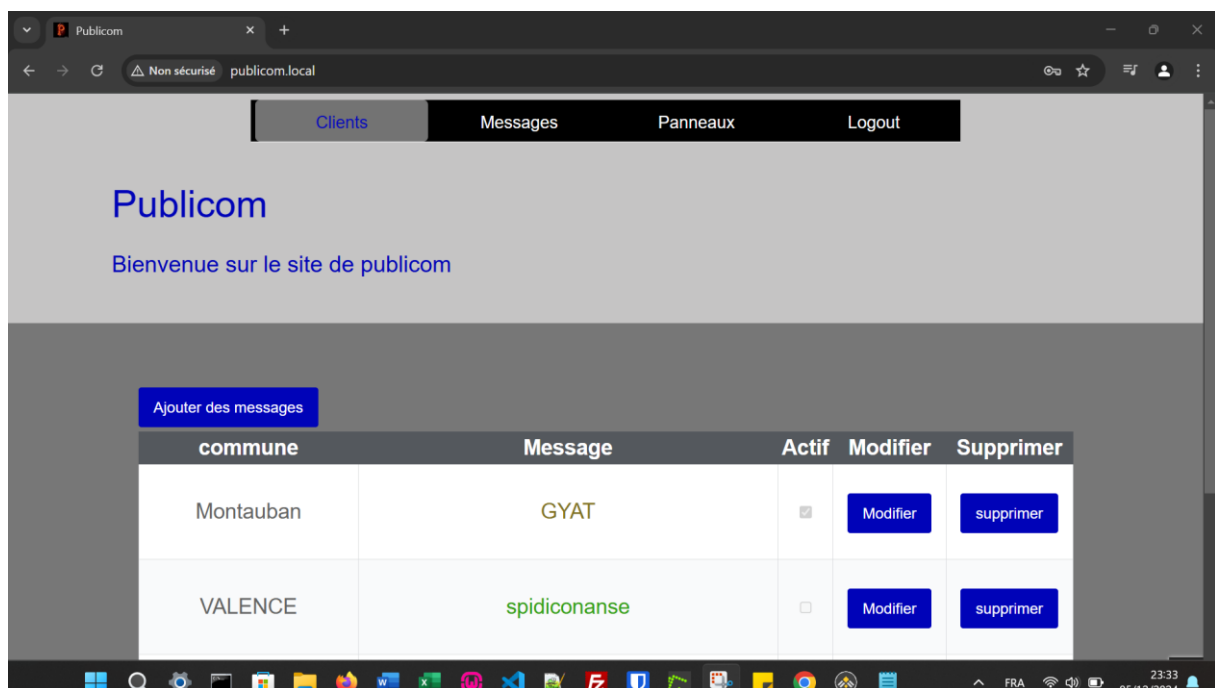 Publicom
Non sécurisé publicom.local
Clients Messages Panneaux Logout
Publicom
Bienvenue sur le site de publicom
Ajouter des messages
commune Message Actif Modifier Supprimer
Montauban GYAT Modifier supprimer
VALENCE spidiconanse Modifier supprimer
FRA 23:33